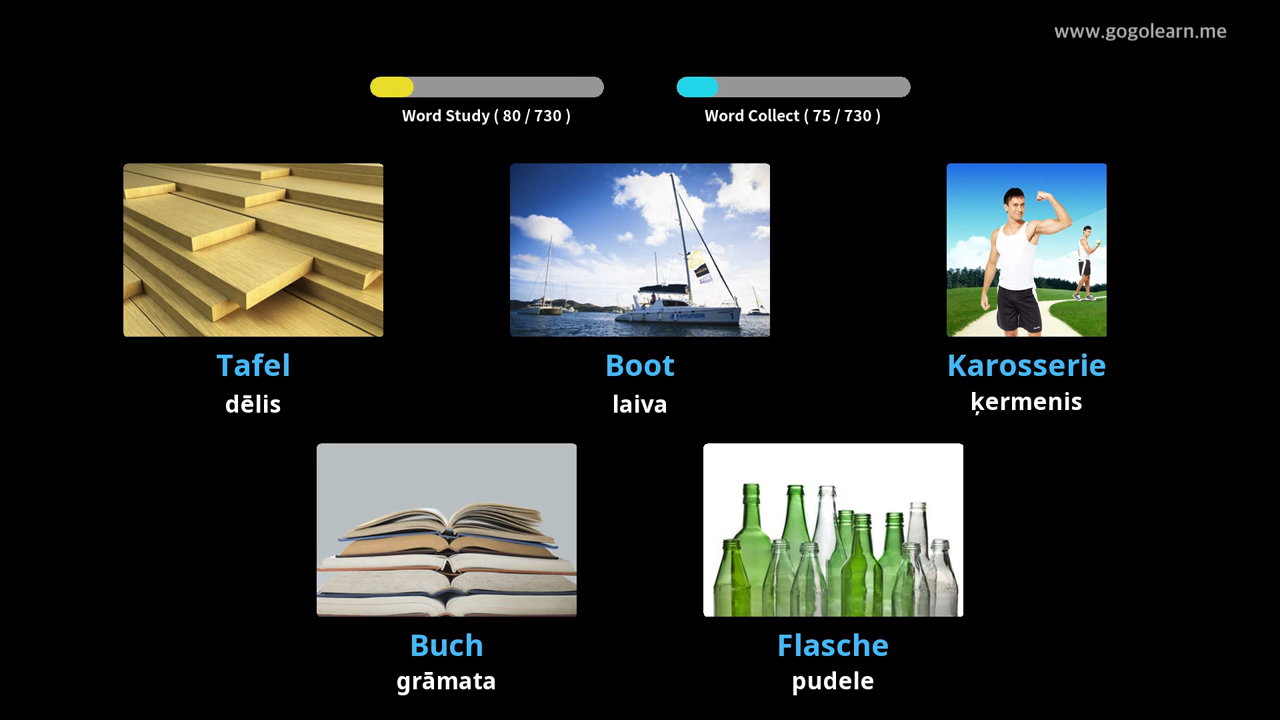 www.gogolearn.me
Word Study ( 80 / 730 )
Word Collect ( 75 / 730 )
Tafel
dēlis
Boot
laiva
Karosserie
ķermenis
Buch
grāmata
Flasche
pudele